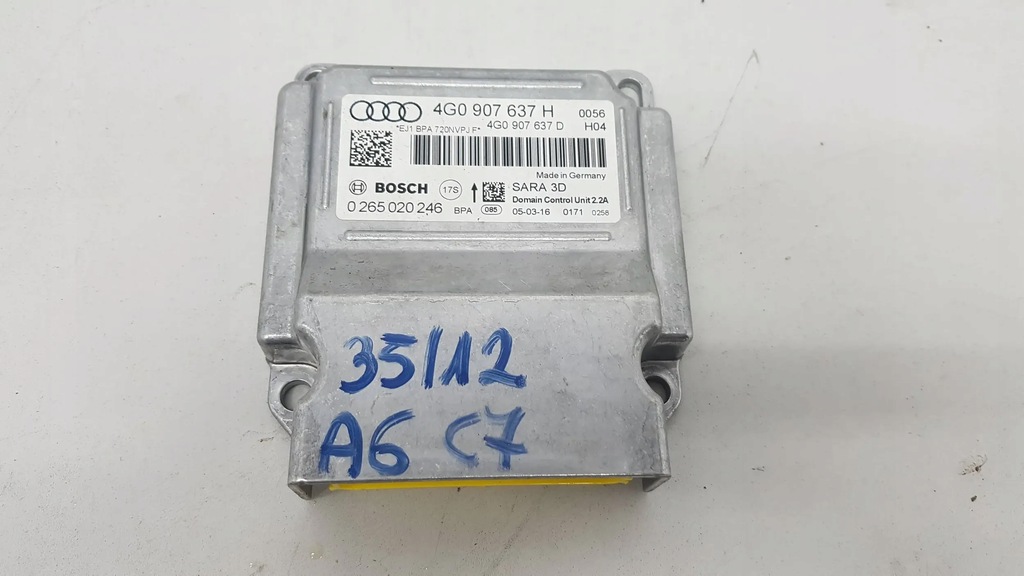 4G0 907 637 H 0056
*EJ1 BPA 720NVPJ F* 4G0 907 637 D H04
Made in Germany
BOSCH 17S SARA 3D
Domain Control Unit 2.2A
0 265 020 246 BPA 085 05-03-16 0171 0258
35/12
A6 C7